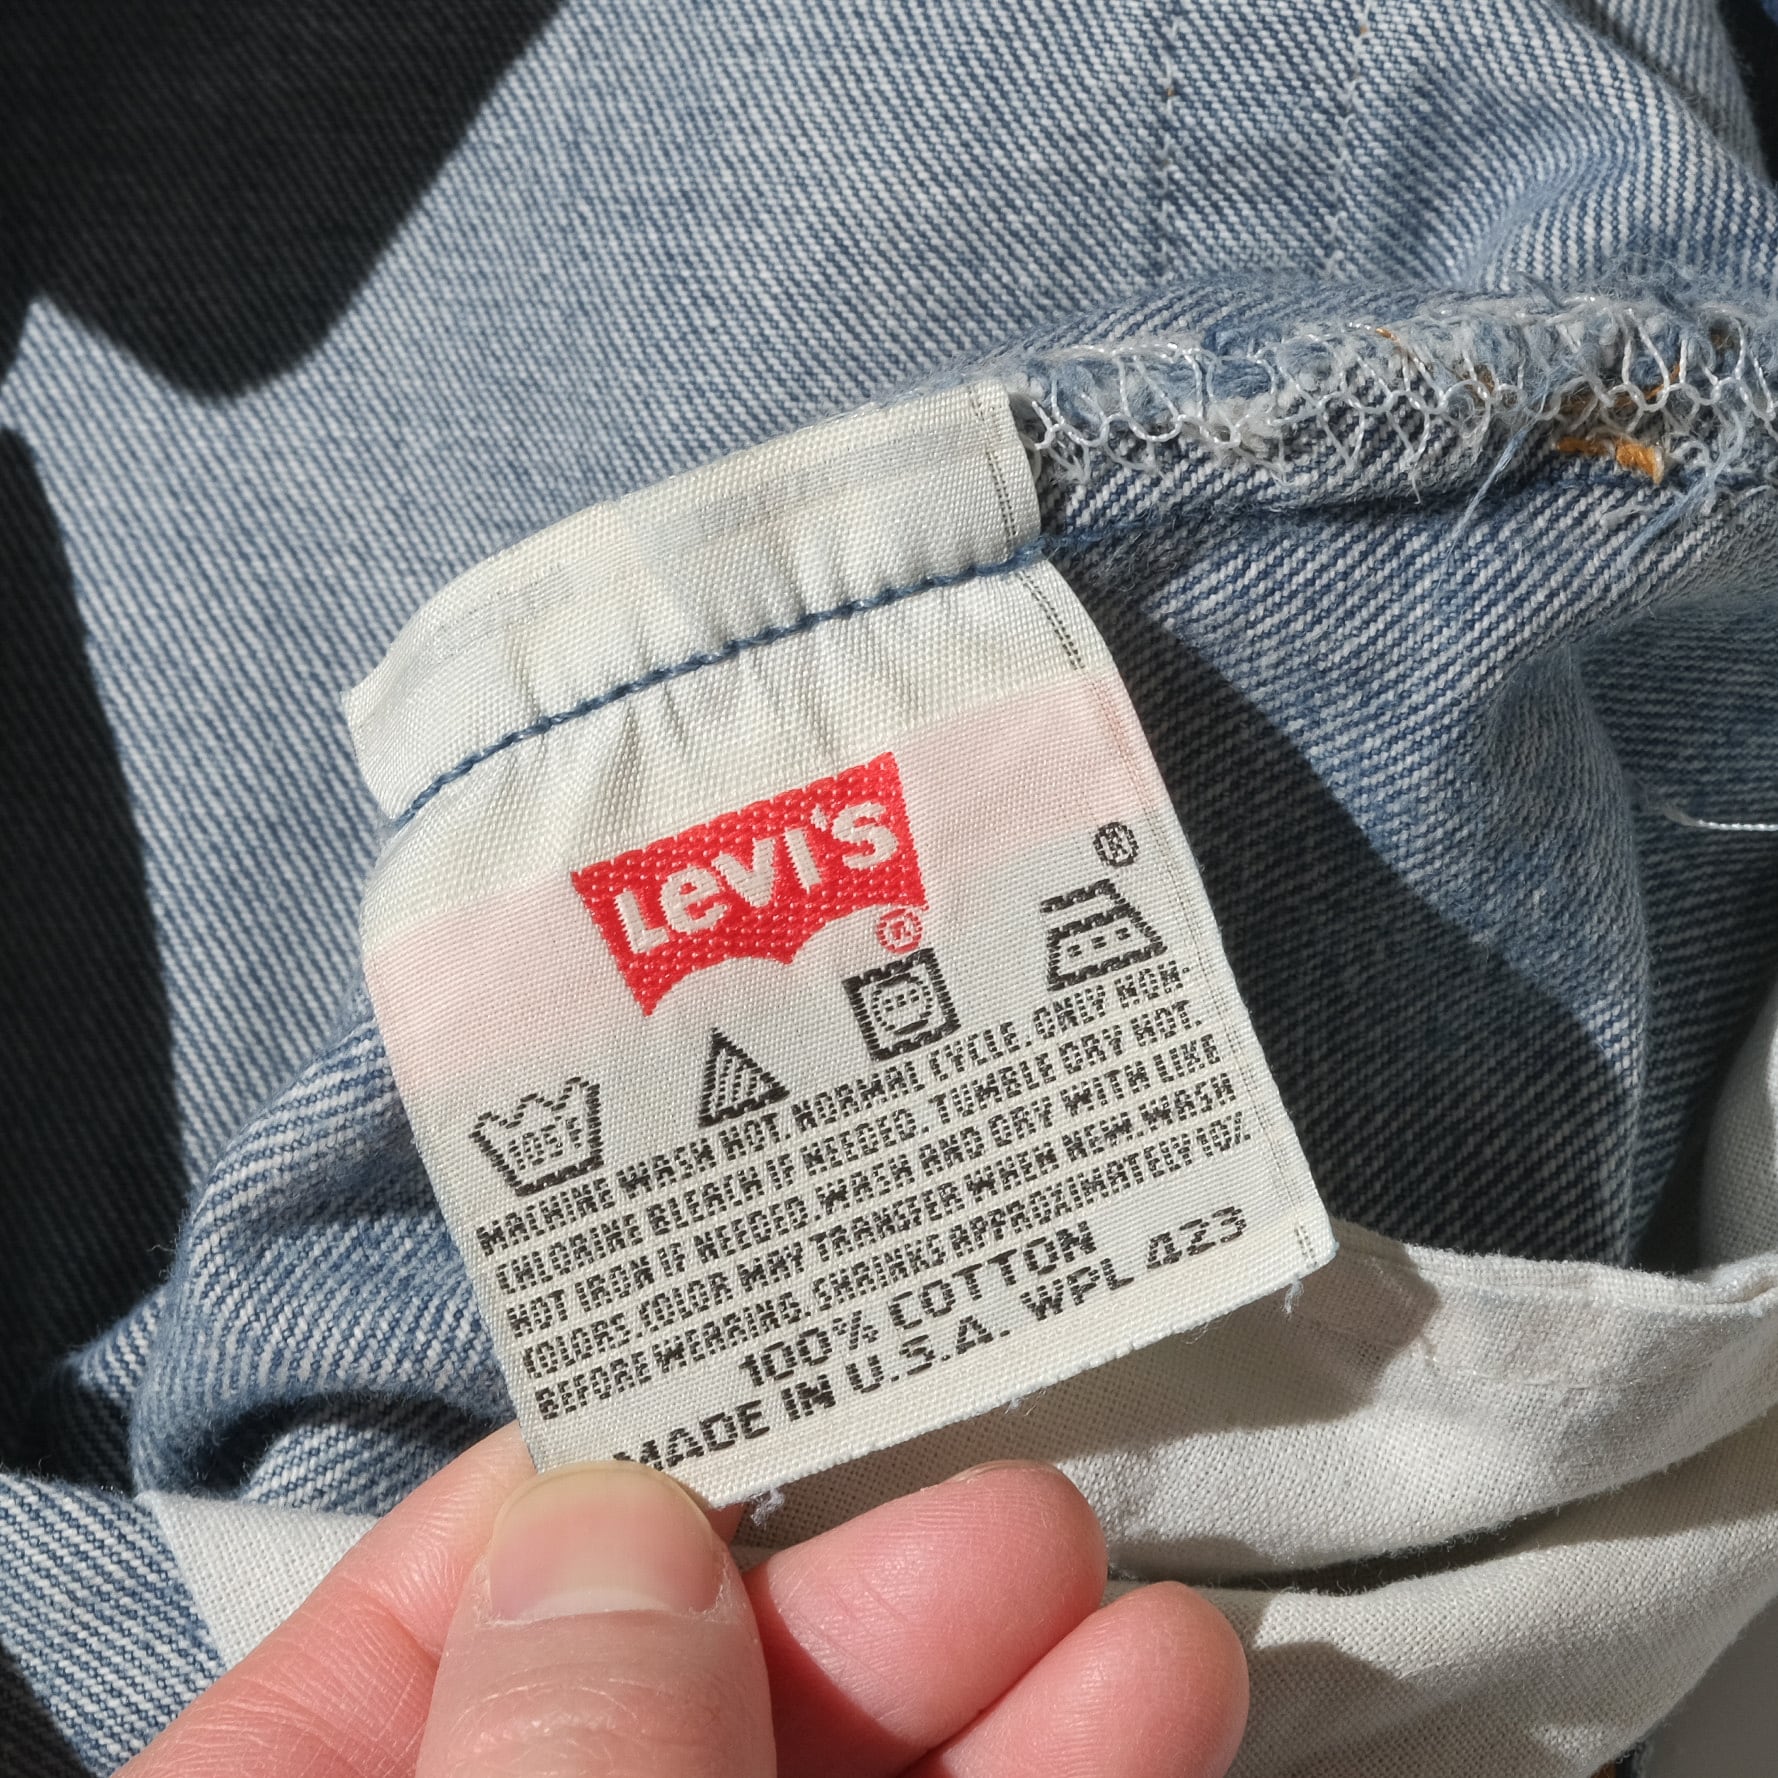 Levi's
®
®
105°F
MACHINE WASH HOT. NORMAL CYCLE. ONLY NON-
CHLORINE BLEACH IF NEEDED. TUMBLE DRY HOT.
HOT IRON IF NEEDED. WASH AND DRY WITH LIKE
COLORS. COLOR MAY TRANSFER WHEN NEW. WASH
BEFORE WEARING. SHRINKS APPROXIMATELY 10%
100% COTTON
MADE IN U.S.A. WPL 423